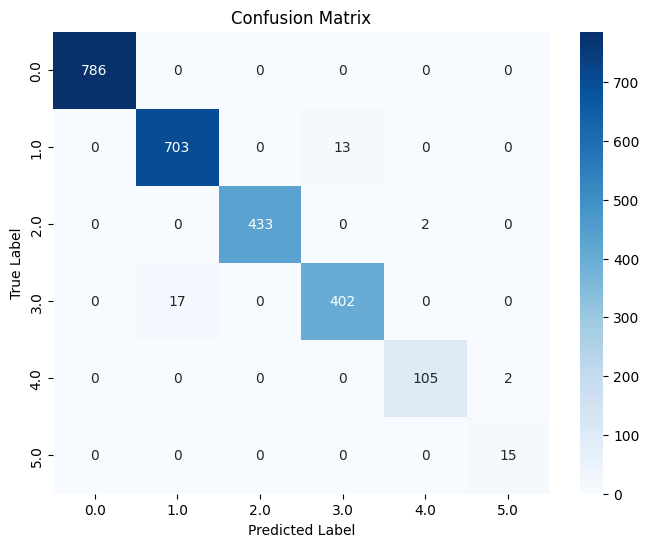 Confusion Matrix
0.0 786 0 0 0 0 0
1.0 0 703 0 13 0 0
2.0 0 0 433 0 2 0
3.0 0 17 0 402 0 0
4.0 0 0 0 0 105 2
5.0 0 0 0 0 0 15
0.0 1.0 2.0 3.0 4.0 5.0
Predicted Label
True Label
700
600
500
400
300
200
100
0